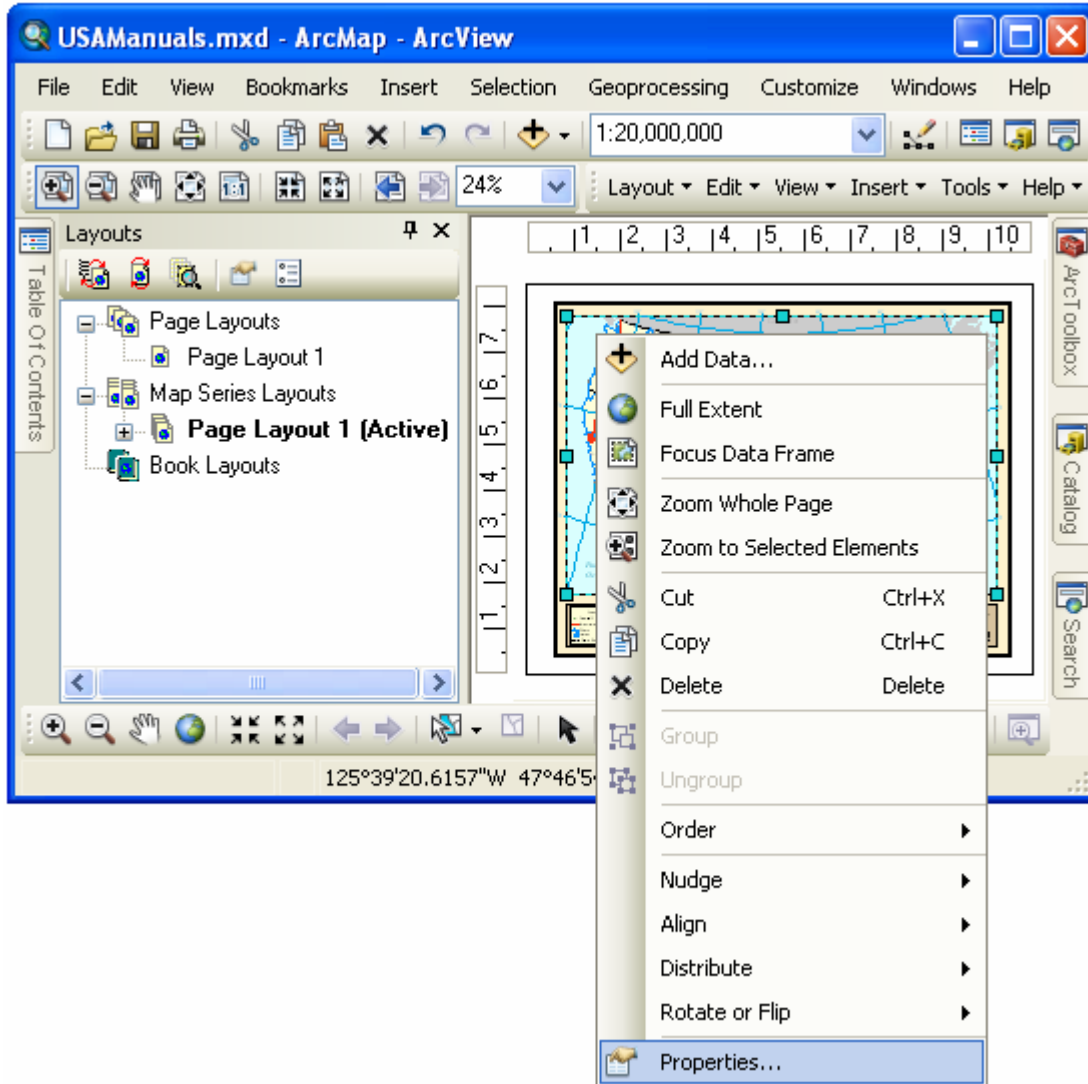 USAManuals.mxd - ArcMap - ArcView
File Edit View Bookmarks Insert Selection Geoprocessing Customize Windows Help
1:20,000,000
1:1 24% Layout Edit View Insert Tools Help
Table Of Contents
Layouts
Page Layouts
Page Layout 1
Map Series Layouts
Page Layout 1 (Active)
Book Layouts
1 2 3 4 5 6 7 8 9 10
7 6 5 4 3 2 1
ArcToolbox
Catalog
Search
Add Data...
Full Extent
Focus Data Frame
Zoom Whole Page
Zoom to Selected Elements
Cut Ctrl+X
Copy Ctrl+C
Delete Delete
Group
Ungroup
Order
Nudge
Align
Distribute
Rotate or Flip
Properties...
125°39'20.6157"W 47°46'5